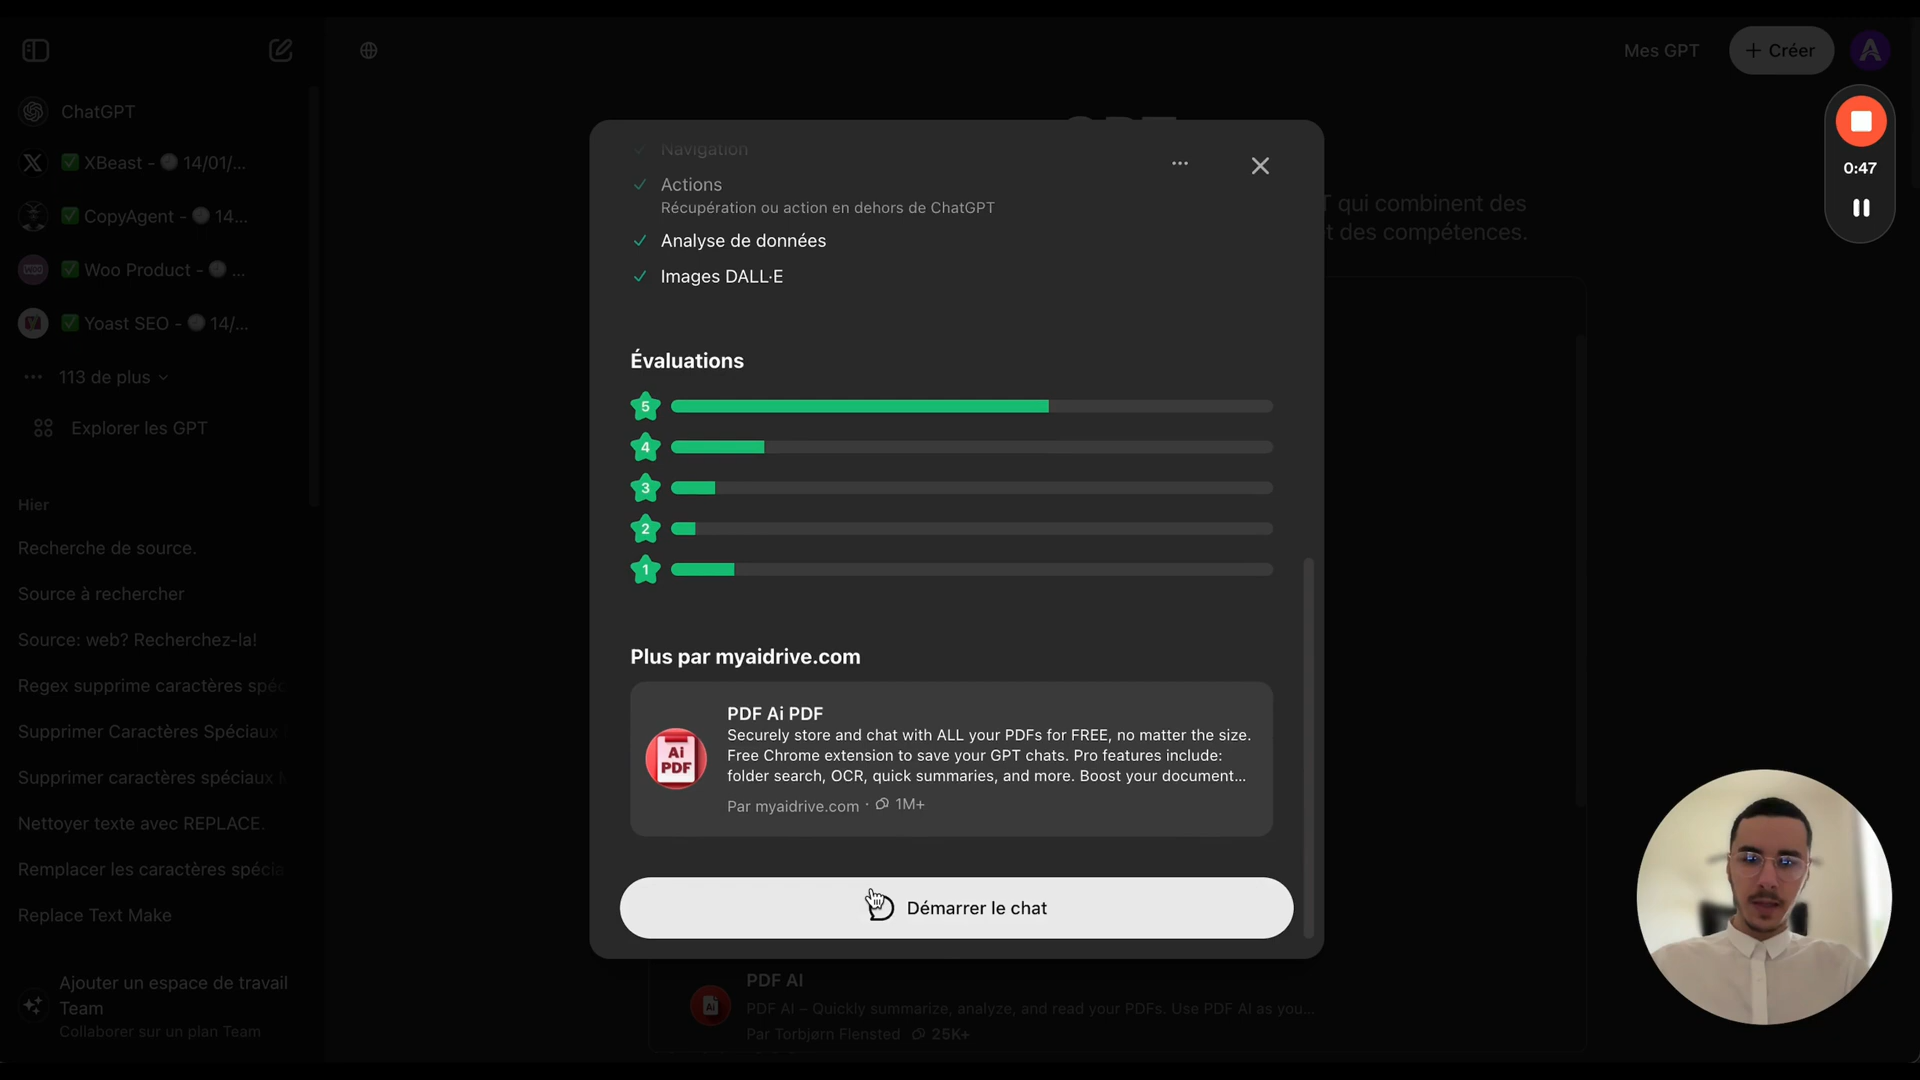 ChatGPT
✅ XBeast - 🕘 14/01/...
✅ CopyAgent - 🕘 14...
✅ Woo Product - 🕘 ...
✅ Yoast SEO - 🕘 14/...
113 de plus
Explorer les GPT
Hier
Recherche de source.
Source à rechercher
Source: web? Recherchez-la!
Regex supprime caractères spéc
Supprimer Caractères Spéciaux
Supprimer caractères spéciaux
Nettoyer texte avec REPLACE.
Remplacer les caractères spécia
Replace Text Make
Ajouter un espace de travail
Team
Collaborer sur un plan Team
Mes GPT
+ Créer
A
0:47
GPT
T qui combinent des
t des compétences.
Navigation
Actions
Récupération ou action en dehors de ChatGPT
Analyse de données
Images DALL·E
Évaluations
5
4
3
2
1
Plus par myaidrive.com
Ai
PDF
PDF Ai PDF
Securely store and chat with ALL your PDFs for FREE, no matter the size.
Free Chrome extension to save your GPT chats. Pro features include:
folder search, OCR, quick summaries, and more. Boost your document...
Par myaidrive.com · 1M+
Démarrer le chat
PDF AI
PDF AI – Quickly summarize, analyze, and read your PDFs. Use PDF AI as you...
Par Torbjørn Flensted 25K+